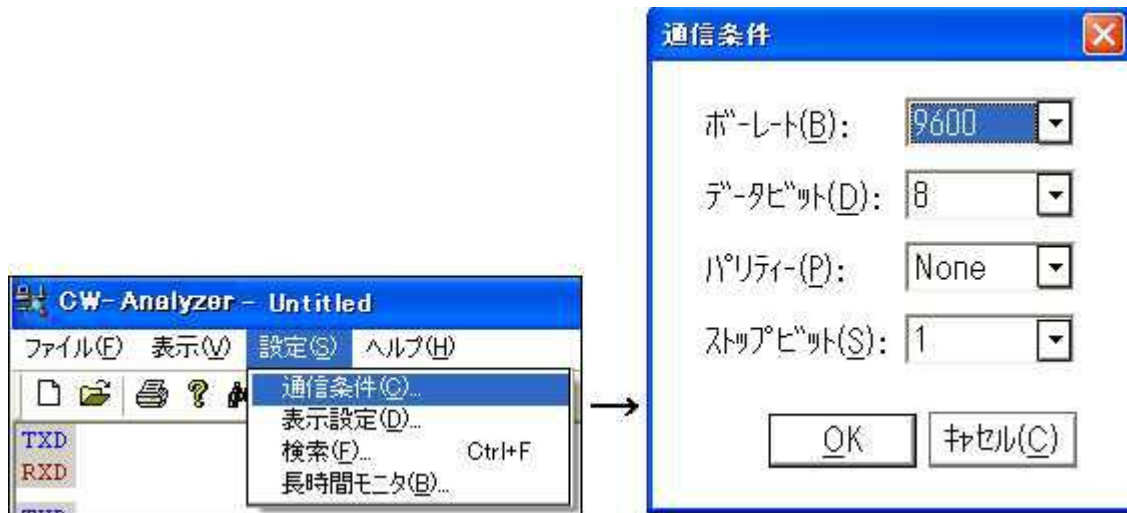 CW-Analyzer - Untitled
ファイル(F) 表示(V) 設定(S) ヘルプ(H)
通信条件(C)...
表示設定(D)...
検索(F)... Ctrl+F
長時間モニタ(B)...
TXD
RXD
TXD
→
通信条件
ﾎﾞｰﾚｰﾄ(B): 9600
ﾃﾞｰﾀﾋﾞｯﾄ(D): 8
ﾊﾟﾘﾃｨｰ(P): None
ｽﾄｯﾌﾟﾋﾞｯﾄ(S): 1
OK ｷｬｾﾙ(C)